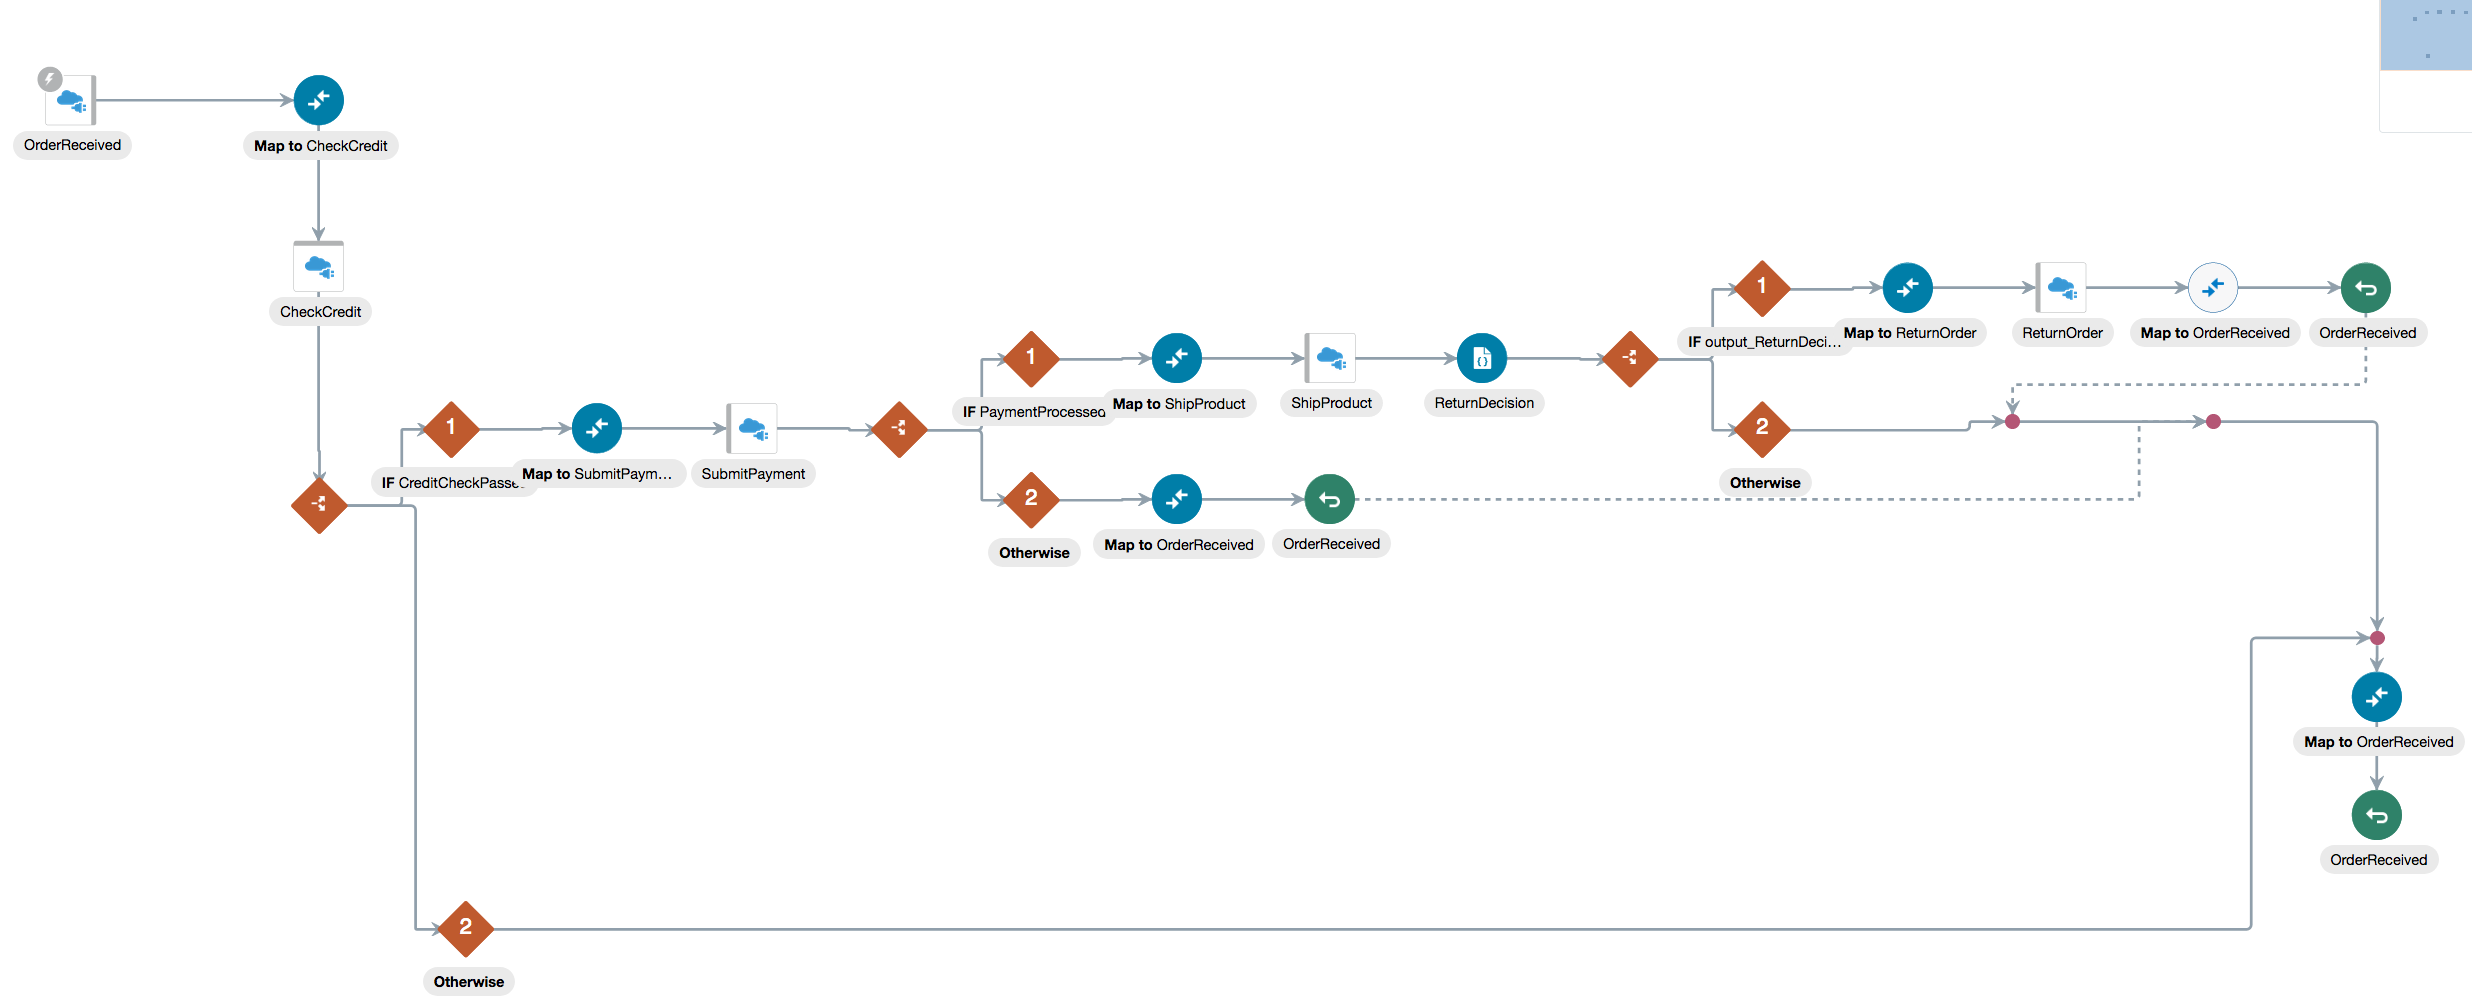 OrderReceived
Map to CheckCredit
CheckCredit
1
IF CreditCheckPasse...
Map to SubmitPaym...
SubmitPayment
1
IF PaymentProcessed
Map to ShipProduct
ShipProduct
ReturnDecision
1
IF output_ReturnDeci...
Map to ReturnOrder
ReturnOrder
Map to OrderReceived
OrderReceived
2
Otherwise
2
Otherwise
Map to OrderReceived
OrderReceived
Map to OrderReceived
OrderReceived
2
Otherwise